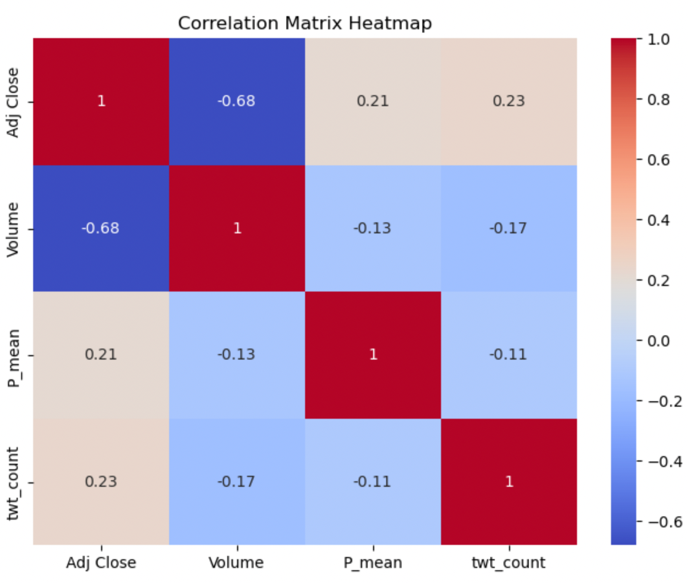 Correlation Matrix Heatmap
Adj Close
1
-0.68
0.21
0.23
Volume
-0.68
1
-0.13
-0.17
P_mean
0.21
-0.13
1
-0.11
twt_count
0.23
-0.17
-0.11
1
Adj Close
Volume
P_mean
twt_count
1.0
0.8
0.6
0.4
0.2
0.0
−0.2
−0.4
−0.6